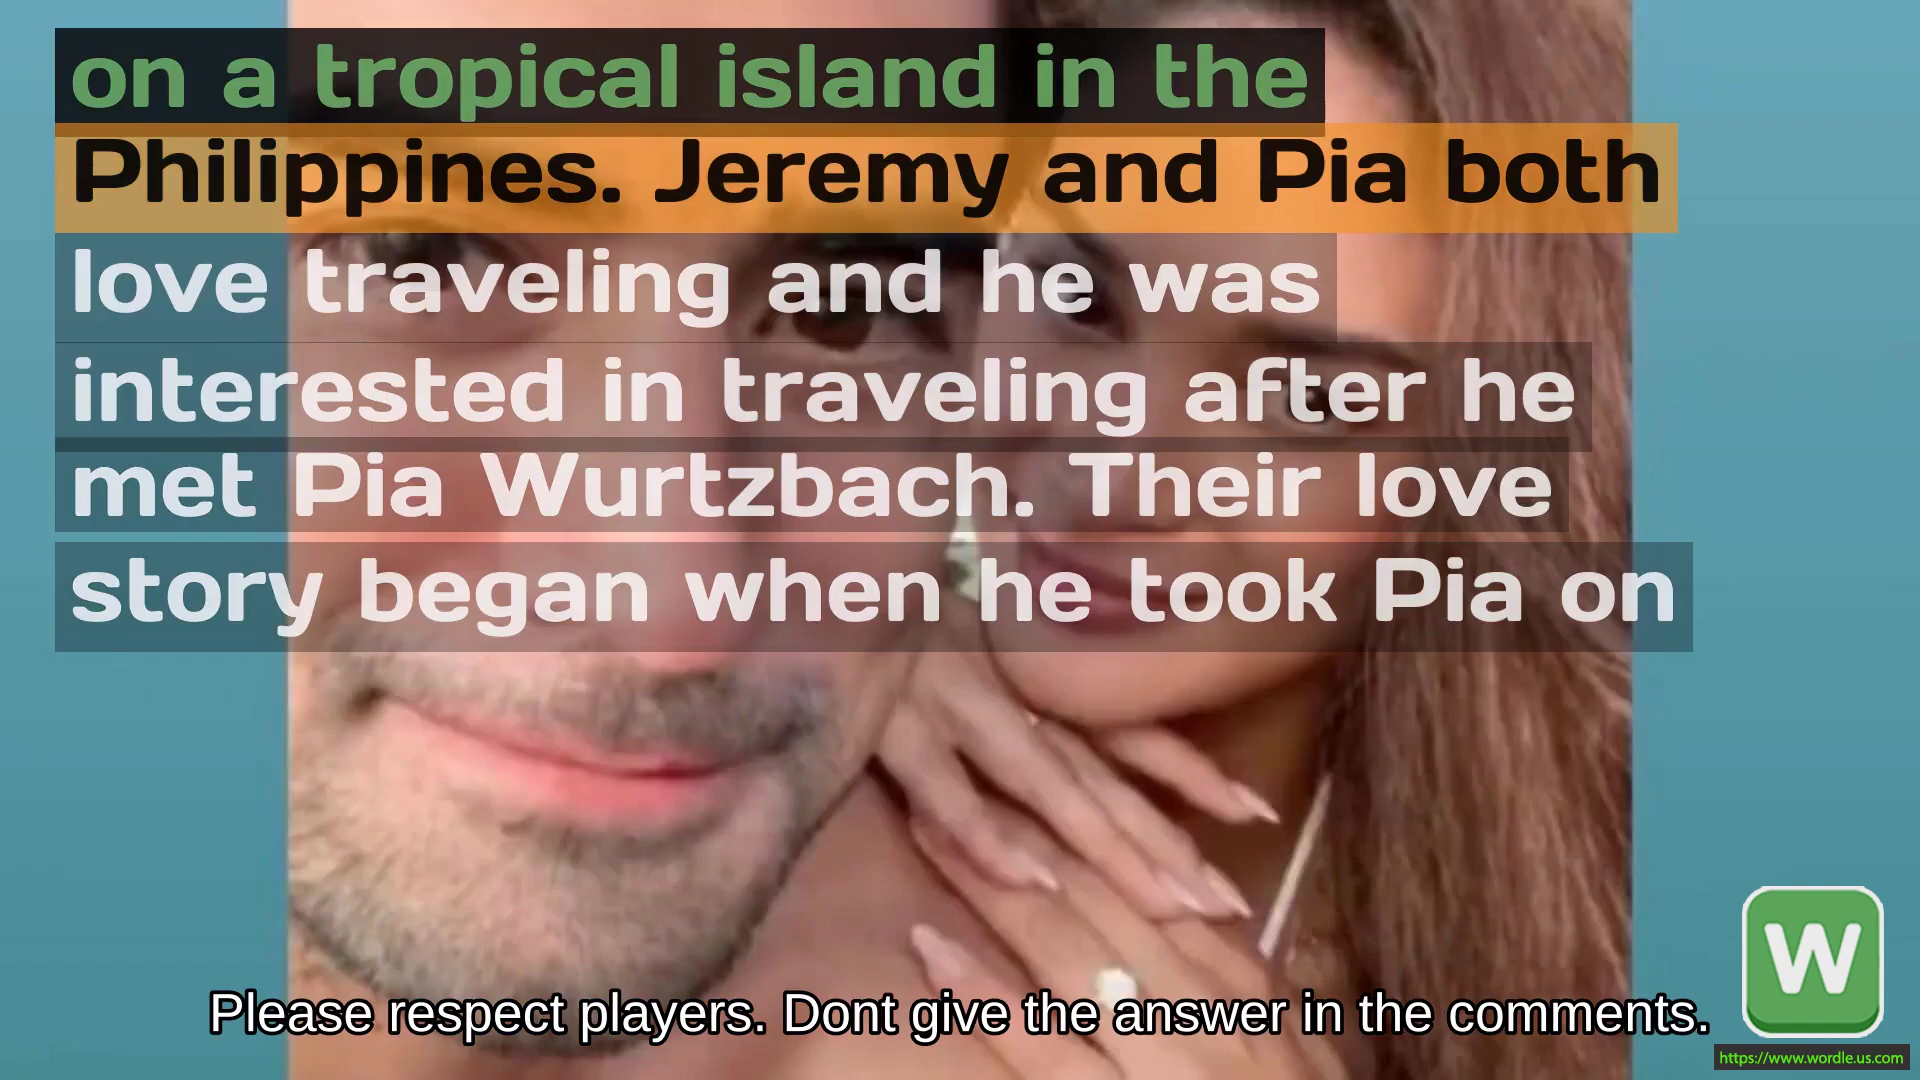 on a tropical island in the
Philippines. Jeremy and Pia both
love traveling and he was
interested in traveling after he
met Pia Wurtzbach. Their love
story began when he took Pia on
Please respect players. Dont give the answer in the comments.
W
https://www.wordle.us.com